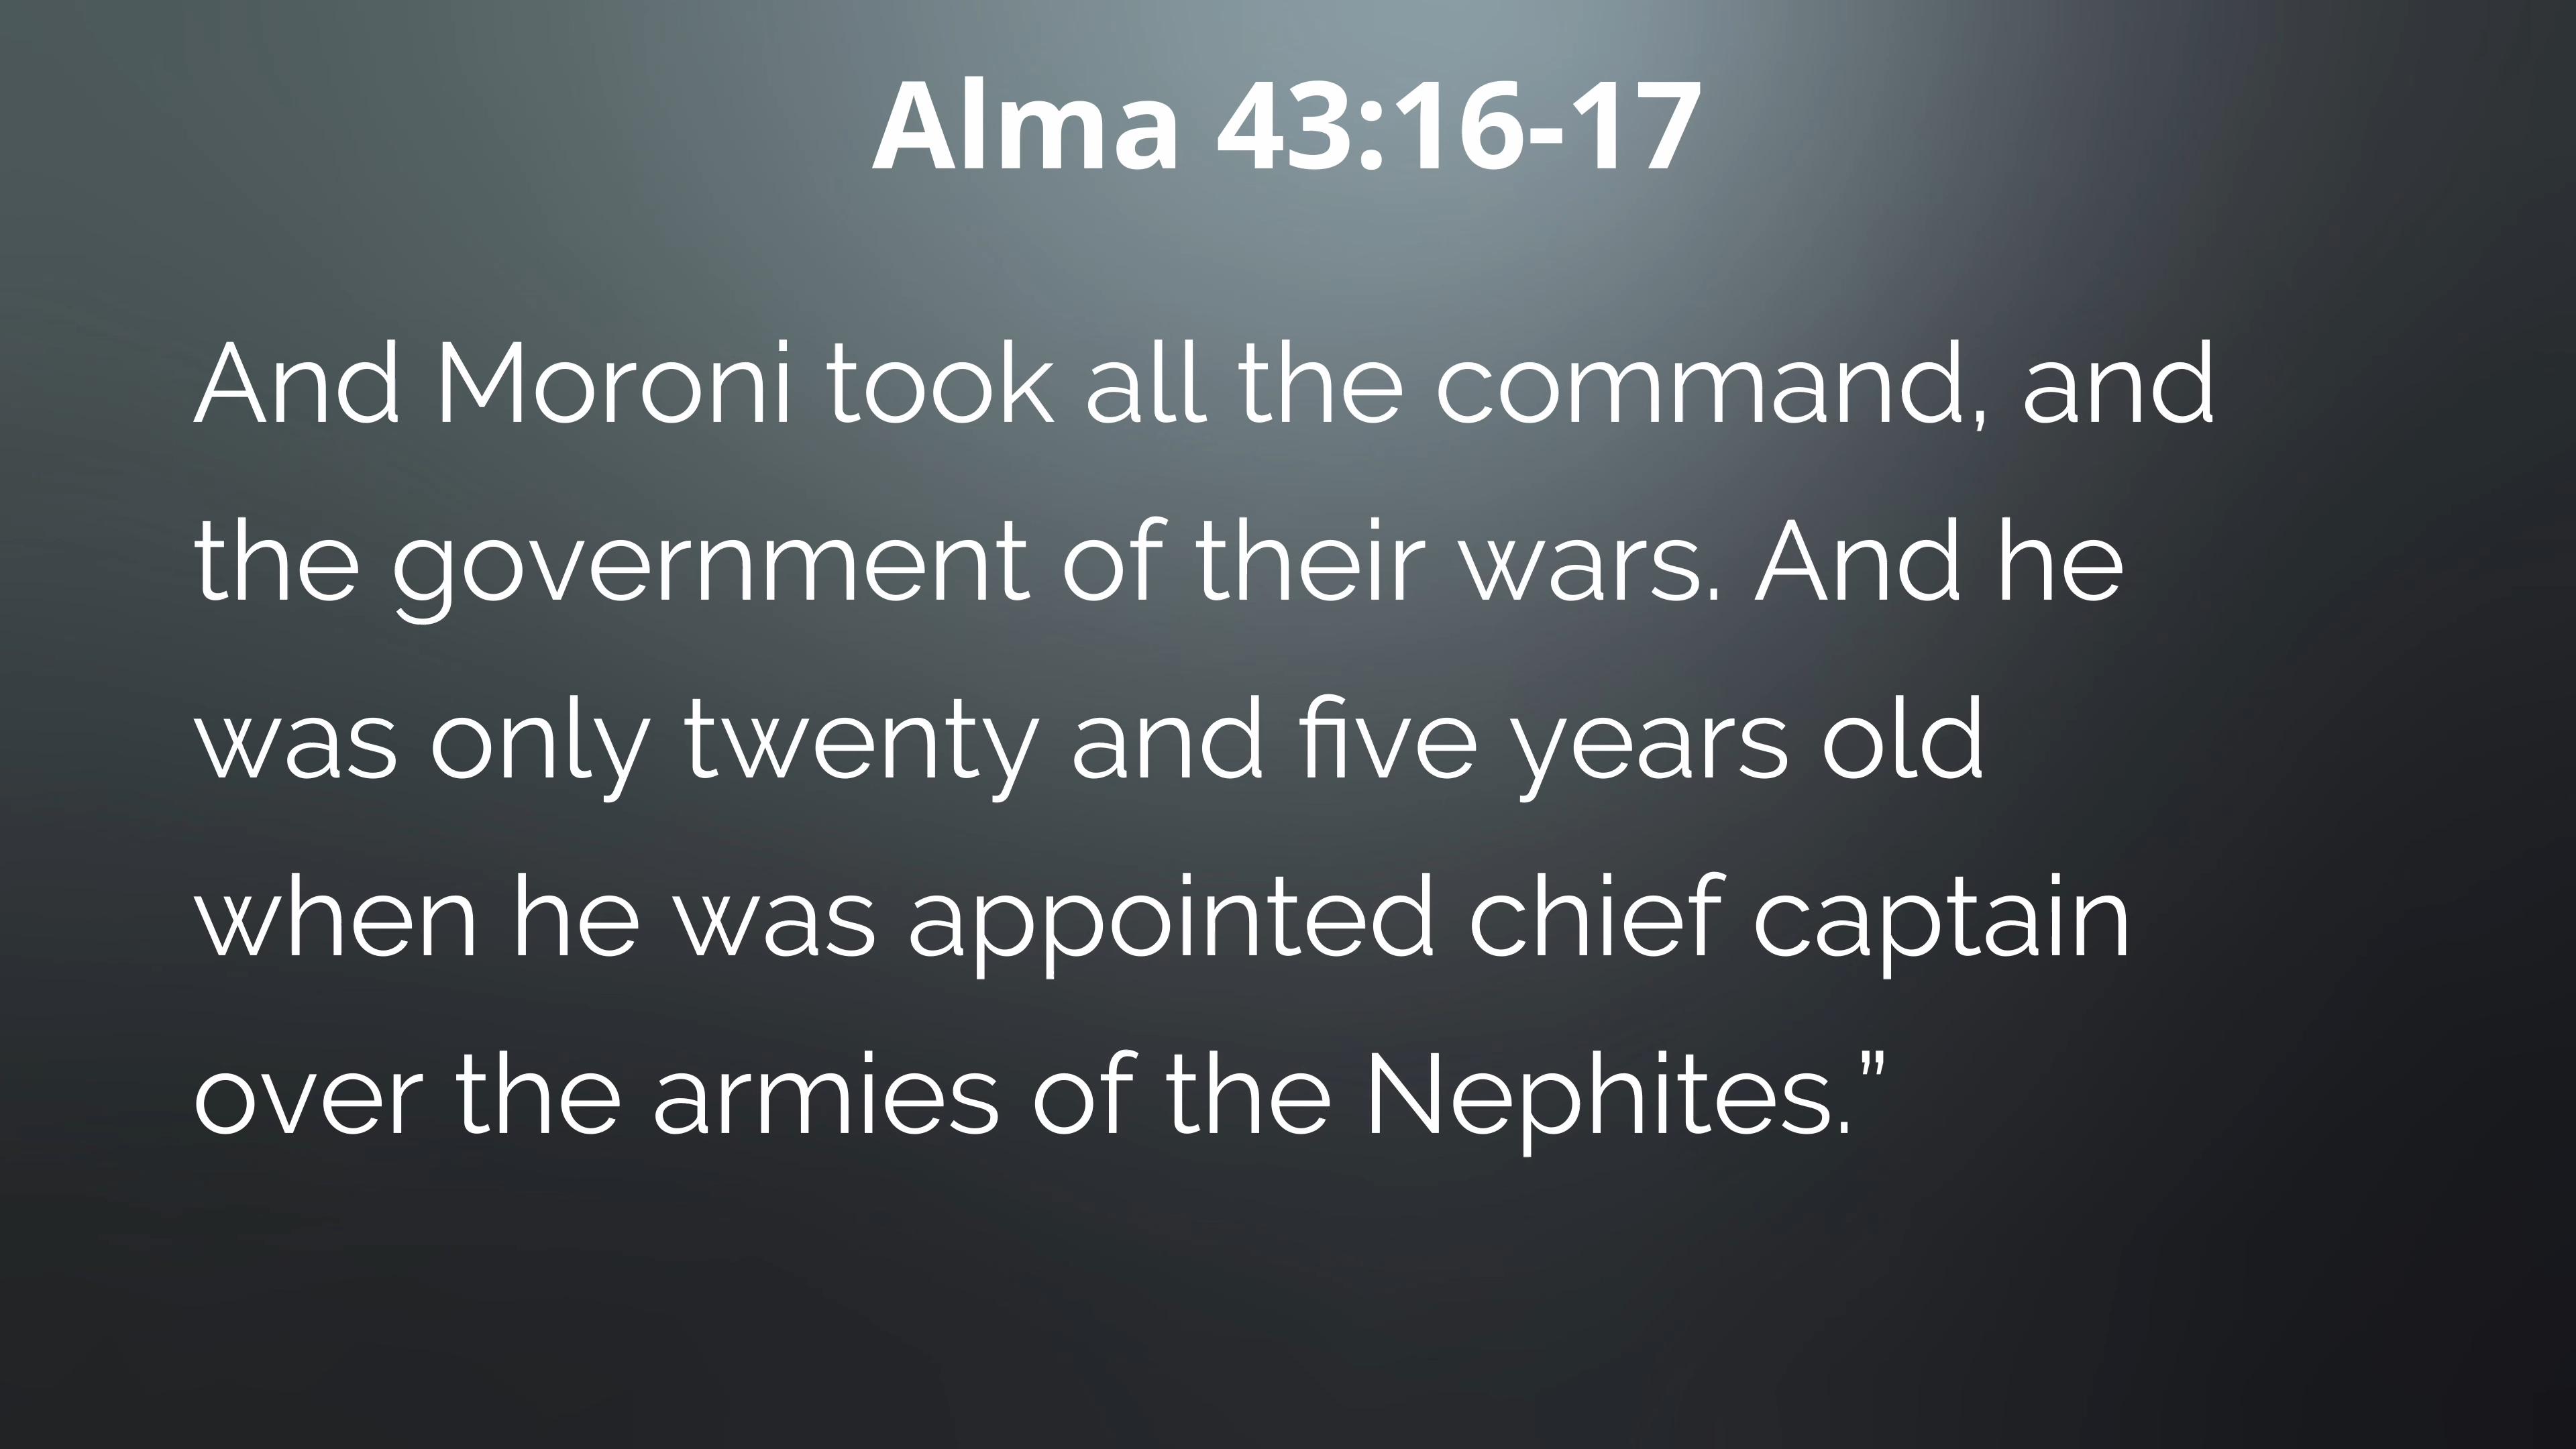 Alma 43:16-17
And Moroni took all the command, and
the government of their wars. And he
was only twenty and five years old
when he was appointed chief captain
over the armies of the Nephites.”